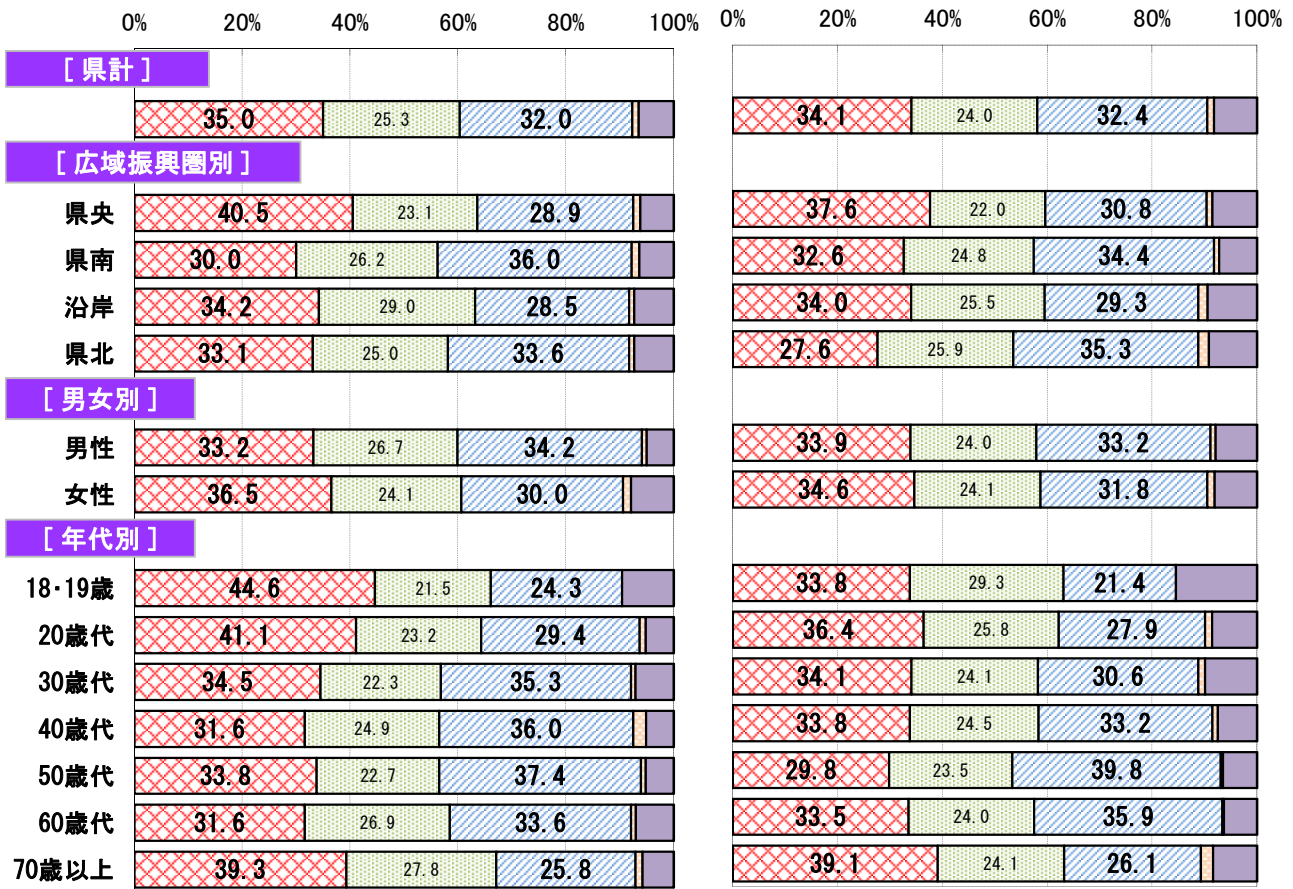 0% 20% 40% 60% 80% 100% 0% 20% 40% 60% 80% 100%
[ 県計 ]
35.0 25.3 32.0 34.1 24.0 32.4
[ 広域振興圏別 ]
県央 40.5 23.1 28.9 37.6 22.0 30.8
県南 30.0 26.2 36.0 32.6 24.8 34.4
沿岸 34.2 29.0 28.5 34.0 25.5 29.3
県北 33.1 25.0 33.6 27.6 25.9 35.3
[ 男女別 ]
男性 33.2 26.7 34.2 33.9 24.0 33.2
女性 36.5 24.1 30.0 34.6 24.1 31.8
[ 年代別 ]
18・19歳 44.6 21.5 24.3 33.8 29.3 21.4
20歳代 41.1 23.2 29.4 36.4 25.8 27.9
30歳代 34.5 22.3 35.3 34.1 24.1 30.6
40歳代 31.6 24.9 36.0 33.8 24.5 33.2
50歳代 33.8 22.7 37.4 29.8 23.5 39.8
60歳代 31.6 26.9 33.6 33.5 24.0 35.9
70歳以上 39.3 27.8 25.8 39.1 24.1 26.1